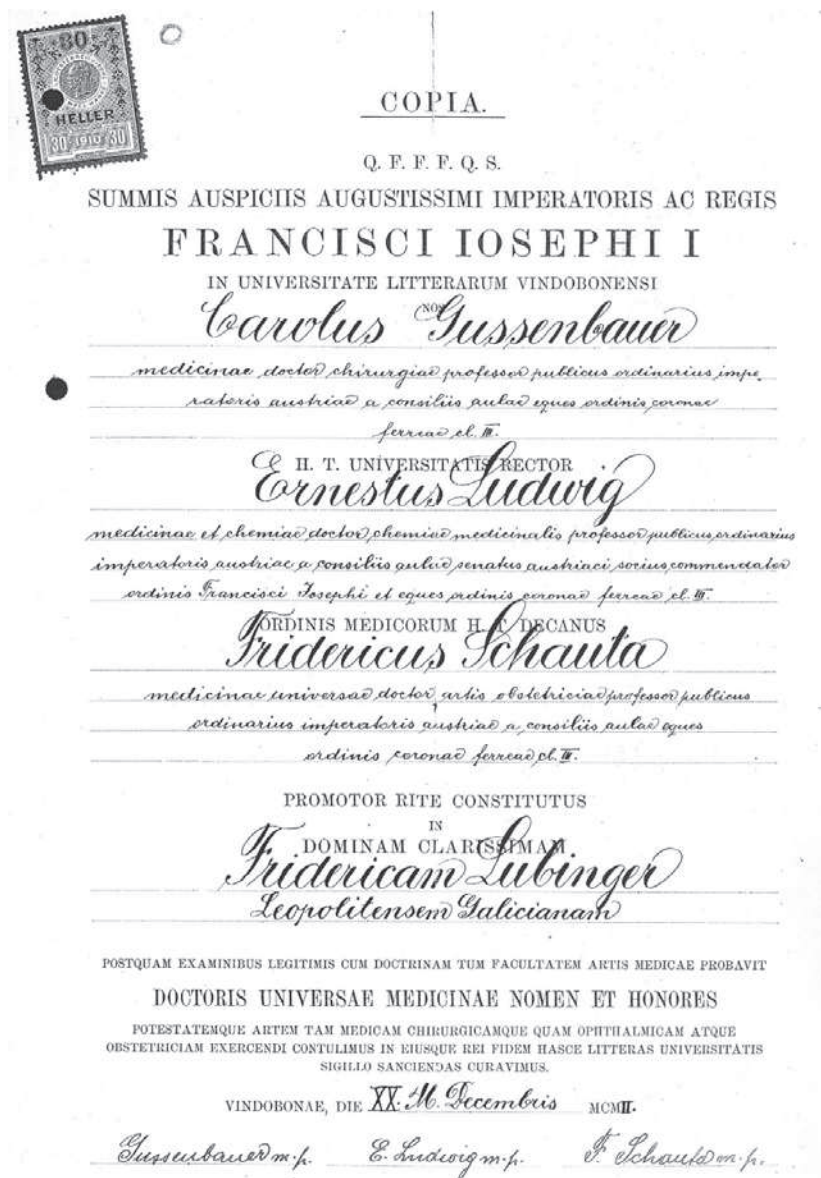 30
HELLER
30 1910 30
COPIA.
Q. F. F. F. Q. S.
SUMMIS AUSPICIIS AUGUSTISSIMI IMPERATORIS AC REGIS
FRANCISCI IOSEPHI I
IN UNIVERSITATE LITTERARUM VINDOBONENSI
NOS
Carolus Gussenbauer
medicinae doctor chirurgiae professor publicus ordinarius impe,
ratoris austriae a consiliis aulae eques ordinis coronae
ferreae cl. III.
H. T. UNIVERSITATIS RECTOR
Ernestus Ludwig
medicinae et chemiae doctor chemiae medicinalis professor publicus ordinarius
imperatoris austriae a consiliis aulae senatus austriaci socius commendator
ordinis Francisci Iosephi et eques ordinis coronae ferreae cl. III.
ORDINIS MEDICORUM H. T. DECANUS
Fridericus Schauta
medicinae universae doctor artis obstetriciae professor publicus
ordinarius imperatoris austriae a consiliis aulae eques
ordinis coronae ferreae cl. III.
PROMOTOR RITE CONSTITUTUS
IN
DOMINAM CLARISSIMAM
Fridericam Lubinger
Leopolitensem Galicianam
POSTQUAM EXAMINIBUS LEGITIMIS CUM DOCTRINAM TUM FACULTATEM ARTIS MEDICAE PROBAVIT
DOCTORIS UNIVERSAE MEDICINAE NOMEN ET HONORES
POTESTATEMQUE ARTEM TAM MEDICAM CHIRURGICAMQUE QUAM OPHTHALMICAM ATQUE
OBSTETRICIAM EXERCENDI CONTULIMUS IN EIUSQUE REI FIDEM HASCE LITTERAS UNIVERSITATIS
SIGILLO SANCIENDAS CURAVIMUS.
VINDOBONAE, DIE XX. M. Decembris MCMII.
Gussenbauer m. p. E. Ludwig m. p. F. Schauta m. p.